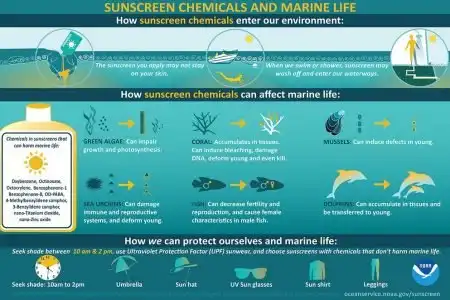 SUNSCREEN CHEMICALS AND MARINE LIFE
How sunscreen chemicals enter our environment:
The sunscreen you apply may not stay
on your skin.
When we swim or shower, sunscreen may
wash off and enter our waterways.
How sunscreen chemicals can affect marine life:
Chemicals in sunscreens that
can harm marine life:
Oxybenzone, Octinoxate,
Octocrylene, Benzophenone-1
Benzophenone-8, OD-PABA,
4-Methylbenzylidene camphor,
3-Benzylidene camphor,
nano-Titanium dioxide,
nano-Zinc oxide
GREEN ALGAE: Can impair
growth and photosynthesis.
CORAL: Accumulates in tissues.
Can induce bleaching, damage
DNA, deform young and even kill.
MUSSELS: Can induce defects in young.
SEA URCHINS: Can damage
immune and reproductive
systems, and deform young.
FISH: Can decrease fertility and
reproduction, and cause female
characteristics in male fish.
DOLPHINS: Can accumulate in tissues and
be transferred to young.
How we can protect ourselves and marine life:
Seek shade between 10 am & 2 pm, use Ultraviolet Protection Factor (UPF) sunwear, and choose sunscreens with chemicals that don't harm marine life.
Seek shade: 10am to 2pm
Umbrella
Sun hat
UV Sun glasses
Sun shirt
Leggings
NOAA
oceanservice.noaa.gov/sunscreen